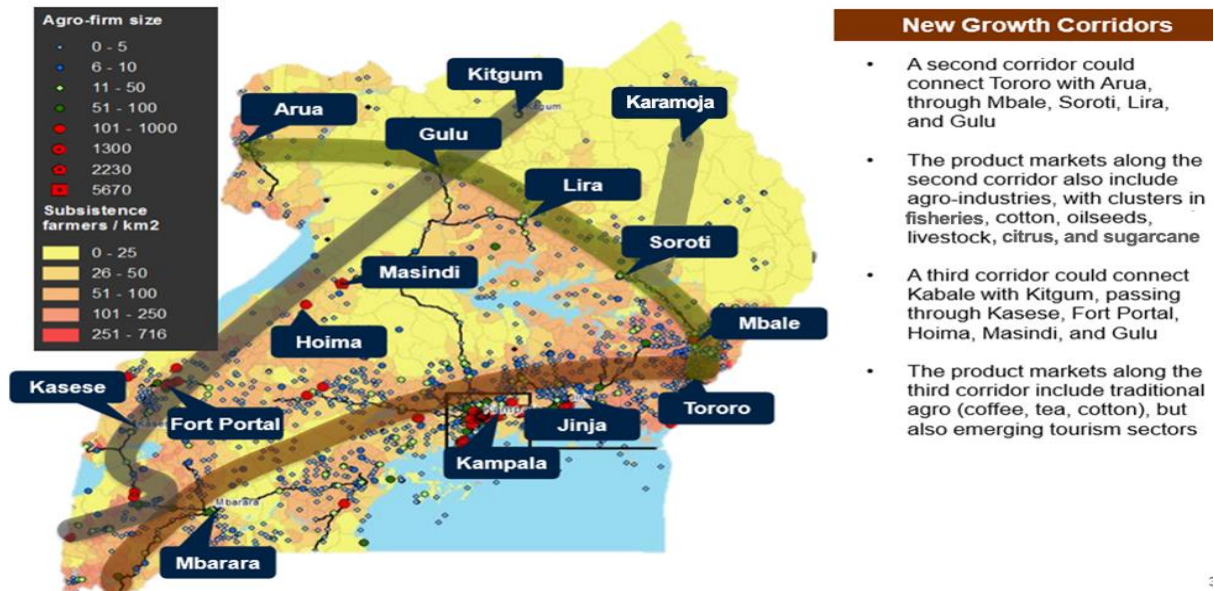 Agro-firm size
0 - 5
6 - 10
11 - 50
51 - 100
101 - 1000
1300
2230
5670
Subsistence
farmers / km2
0 - 25
26 - 50
51 - 100
101 - 250
251 - 716
Kitgum
Karamoja
Arua
Gulu
Lira
Soroti
Masindi
Mbale
Hoima
Kasese
Fort Portal
Jinja
Tororo
Kampala
Mbarara
Mbarara
New Growth Corridors
• A second corridor could
connect Tororo with Arua,
through Mbale, Soroti, Lira,
and Gulu
• The product markets along the
second corridor also include
agro-industries, with clusters in
fisheries, cotton, oilseeds,
livestock, citrus, and sugarcane
• A third corridor could connect
Kabale with Kitgum, passing
through Kasese, Fort Portal,
Hoima, Masindi, and Gulu
• The product markets along the
third corridor include traditional
agro (coffee, tea, cotton), but
also emerging tourism sectors